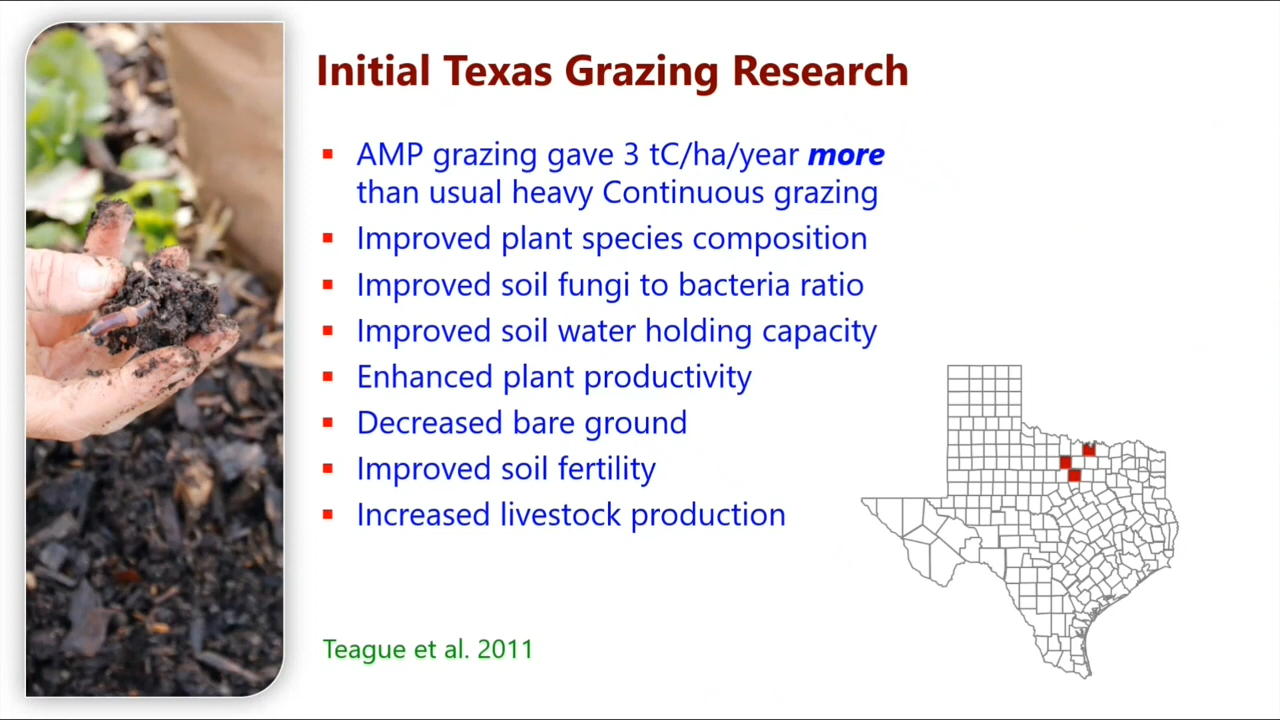 Initial Texas Grazing Research
AMP grazing gave 3 tC/ha/year more
than usual heavy Continuous grazing
Improved plant species composition
Improved soil fungi to bacteria ratio
Improved soil water holding capacity
Enhanced plant productivity
Decreased bare ground
Improved soil fertility
Increased livestock production
Teague et al. 2011